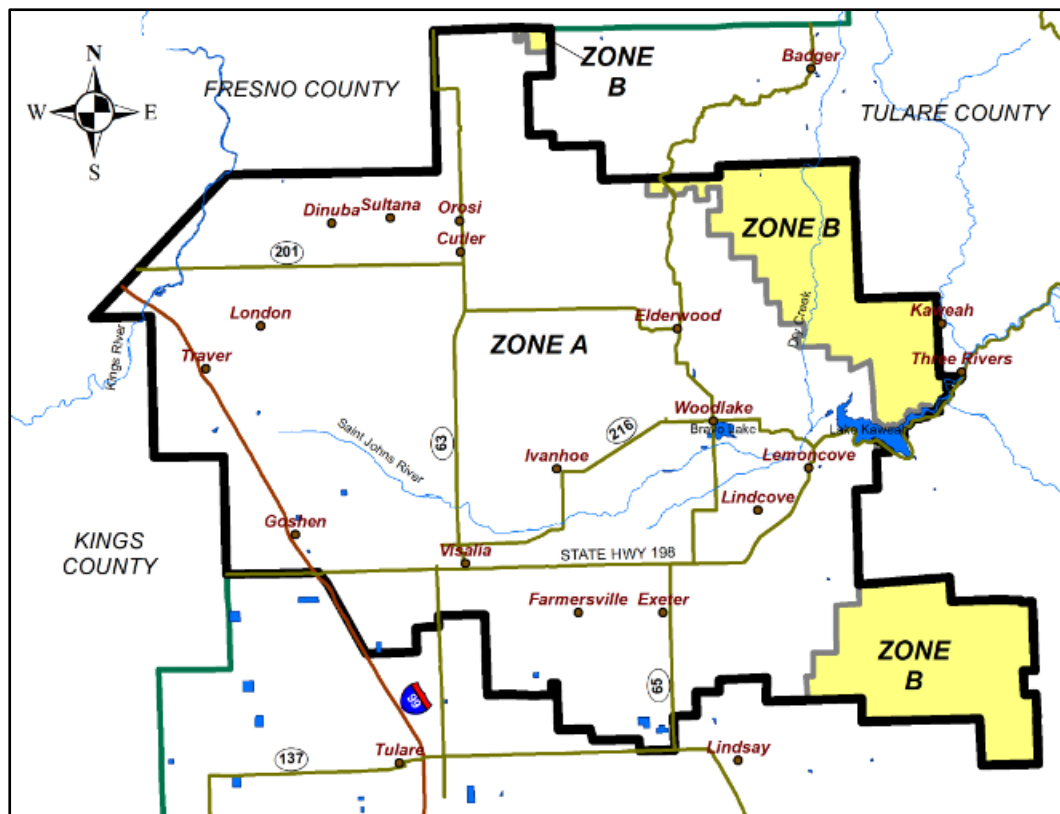 N
W
E
S
FRESNO COUNTY
ZONE
B
Badger
TULARE COUNTY
Dinuba
Sultana
Orosi
Cutler
201
ZONE B
Dry Creek
London
Elderwood
Kaweah
Kings River
ZONE A
Traver
Three Rivers
Woodlake
Bravo Lake
Lake Kaweah
216
63
Saint Johns River
Ivanhoe
Lemoncove
Lindcove
Goshen
KINGS
COUNTY
Visalia
STATE HWY 198
Farmersville
Exeter
ZONE
B
65
99
137
Tulare
Lindsay